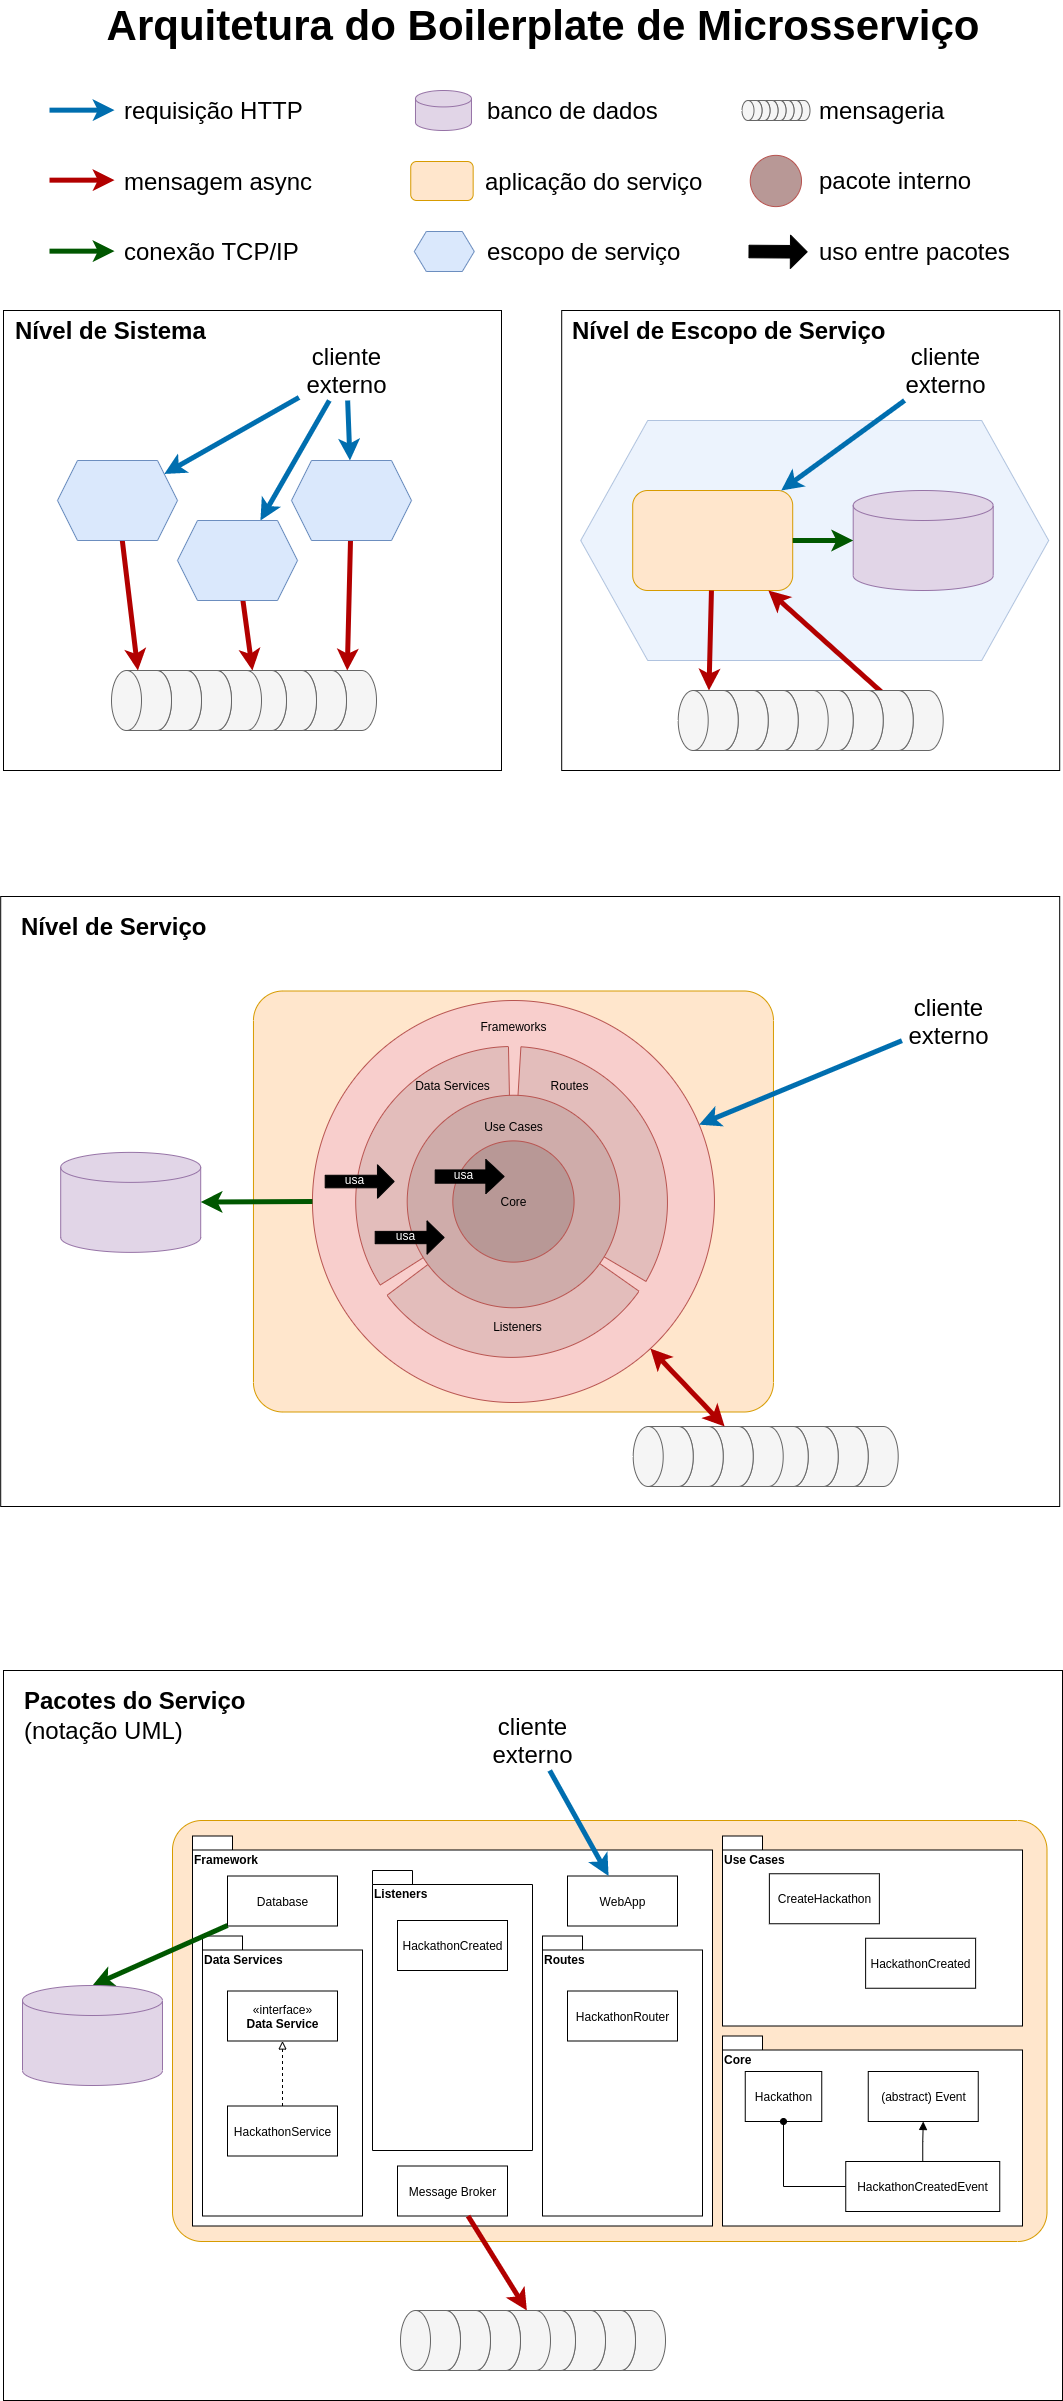 Arquitetura do Boilerplate de Microsserviço
requisição HTTP
banco de dados
mensageria
mensagem async
aplicação do serviço
pacote interno
conexão TCP/IP
escopo de serviço
uso entre pacotes
Nível de Sistema
cliente
externo
Nível de Escopo de Serviço
cliente
externo
Nível de Serviço
cliente
externo
Frameworks
Data Services
Routes
Use Cases
usa
usa
Core
usa
Listeners
Pacotes do Serviço
(notação UML)
cliente
externo
Framework
Database
Listeners
HackathonCreated
WebApp
Data Services
«interface»
Data Service
HackathonService
Routes
HackathonRouter
Message Broker
Use Cases
CreateHackathon
HackathonCreated
Core
Hackathon
(abstract) Event
HackathonCreatedEvent